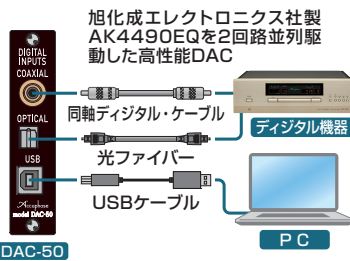 旭化成エレクトロニクス社製
AK4490EQを2回路並列駆
動した高性能DAC
DIGITAL
INPUTS
COAXIAL
同軸ディジタル・ケーブル
ディジタル機器
OPTICAL
光ファイバー
USB
USBケーブル
Accuphase
model DAC-50
PC
DAC-50